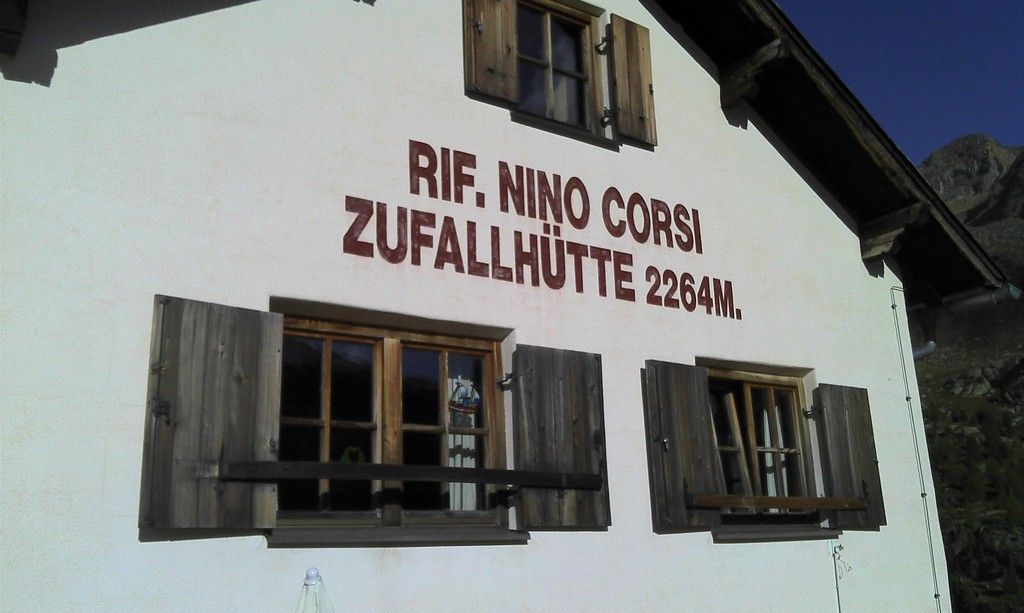 RIF. NINO CORSI
ZUFALLHÜTTE 2264M.